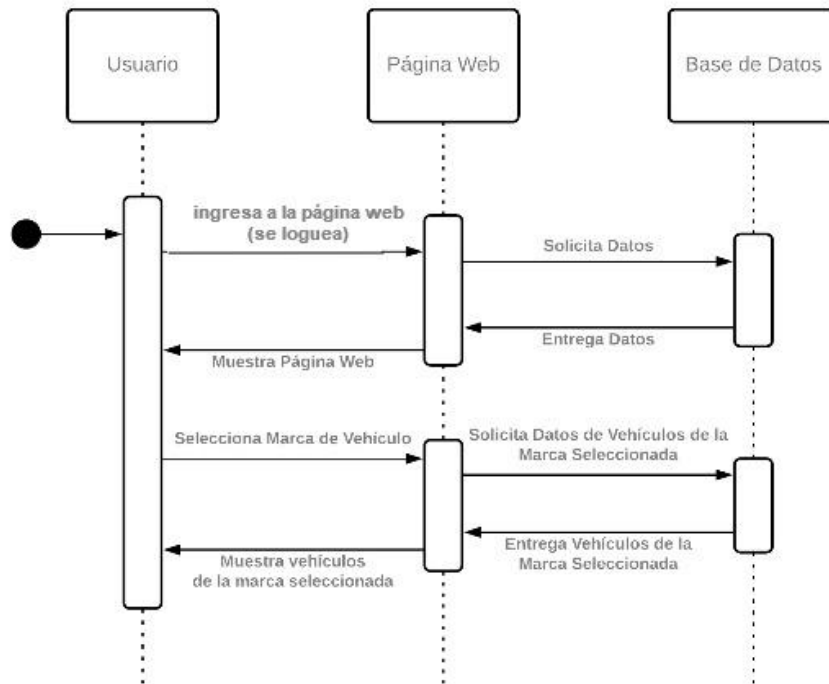 Usuario
Página Web
Base de Datos
ingresa a la página web
(se loguea)
Solicita Datos
Entrega Datos
Muestra Página Web
Selecciona Marca de Vehículo
Solicita Datos de Vehículos de la
Marca Seleccionada
Entrega Vehículos de la
Marca Seleccionada
Muestra vehículos
de la marca seleccionada